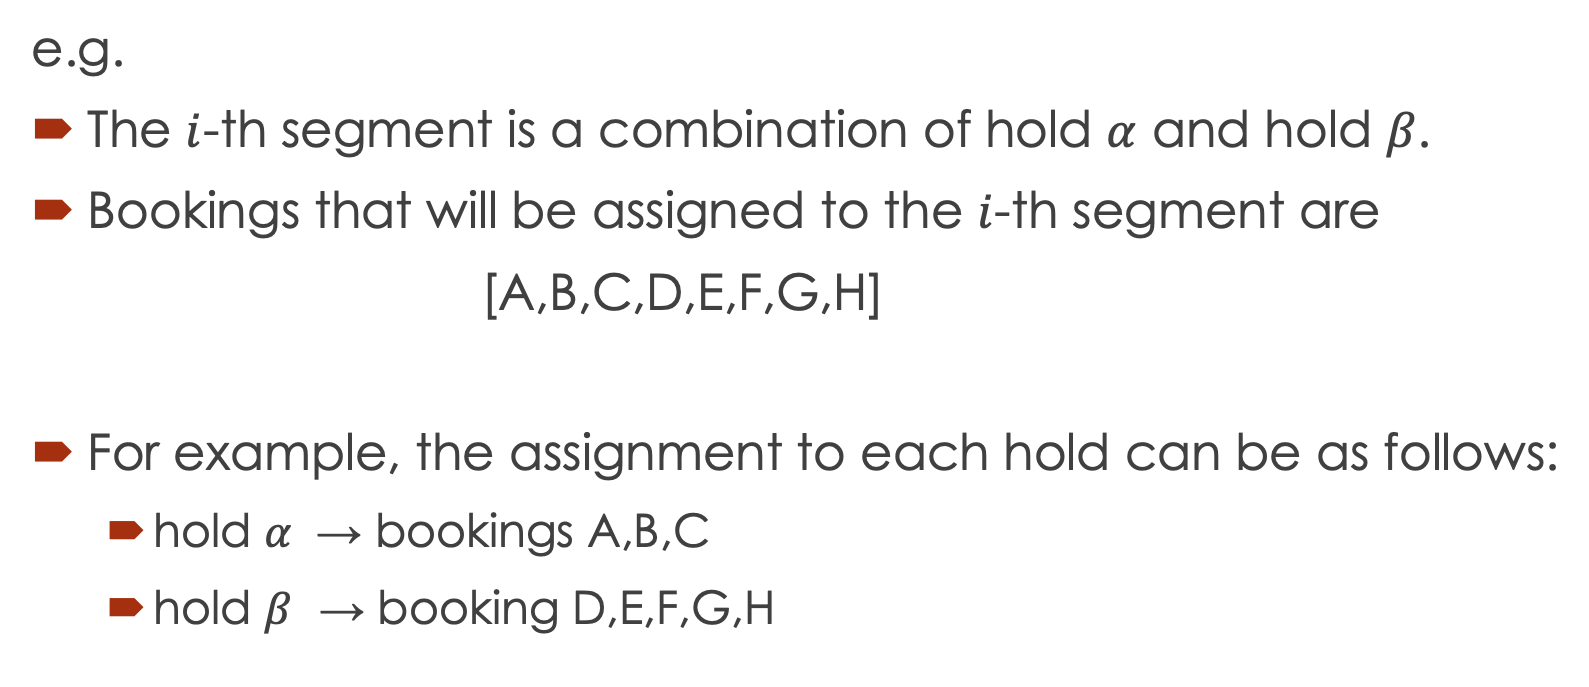 e.g.
The 𝑖-th segment is a combination of hold 𝛼 and hold 𝛽.
Bookings that will be assigned to the 𝑖-th segment are
[A,B,C,D,E,F,G,H]
For example, the assignment to each hold can be as follows:
hold 𝛼 → bookings A,B,C
hold 𝛽 → booking D,E,F,G,H